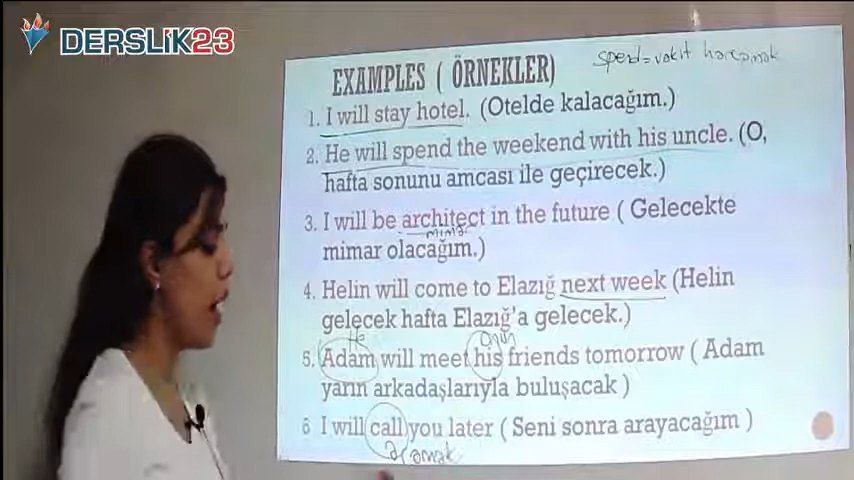 DERSLİK23
EXAMPLES ( ÖRNEKLER)
spend=vakit harcamak
1. I will stay hotel. (Otelde kalacağım.)
2. He will spend the weekend with his uncle. (O,
hafta sonunu amcası ile geçirecek.)
3. I will be architect in the future ( Gelecekte
mimar
mimar olacağım.)
4. Helin will come to Elazığ next week (Helin
gelecek hafta Elazığ'a gelecek.)
He onun
5. Adam will meet his friends tomorrow ( Adam
yarın arkadaşlarıyla buluşacak )
6 I will call you later ( Seni sonra arayacağım )
aramak